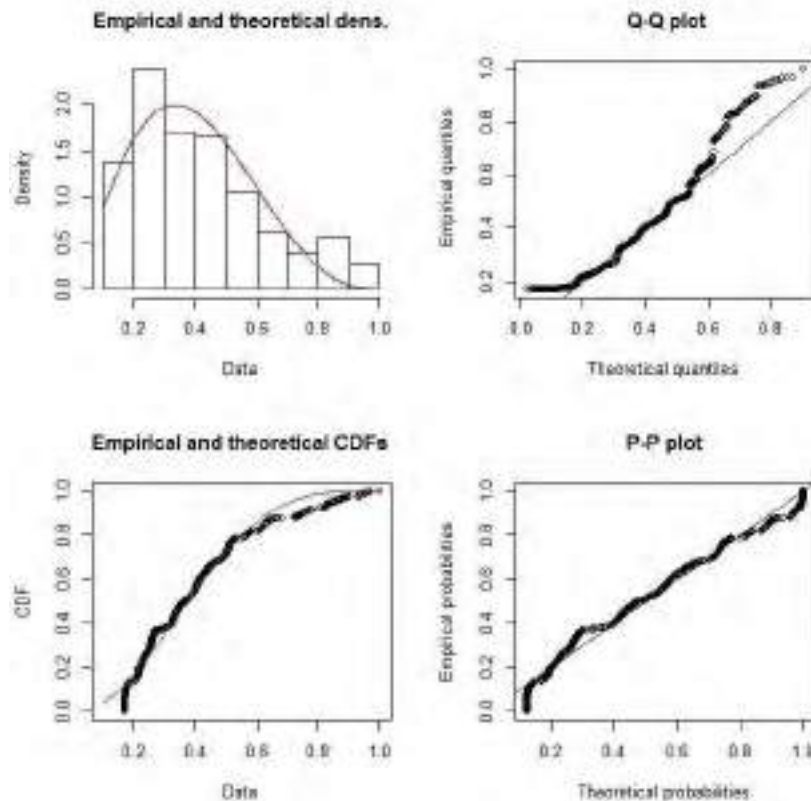 Empirical and theoretical dens.
Density
0.0 0.5 1.0 1.5 2.0
0.2 0.4 0.6 0.8 1.0
Data
Q-Q plot
Empirical quantiles
0.2 0.4 0.6 0.8 1.0
0.0 0.2 0.4 0.6 0.8
Theoretical quantiles
Empirical and theoretical CDFs
CDF
0.0 0.2 0.4 0.6 0.8 1.0
0.2 0.4 0.6 0.8 1.0
Data
P-P plot
Empirical probabilities
0.0 0.2 0.4 0.6 0.8 1.0
0.2 0.4 0.6 0.8 1.0
Theoretical probabilities